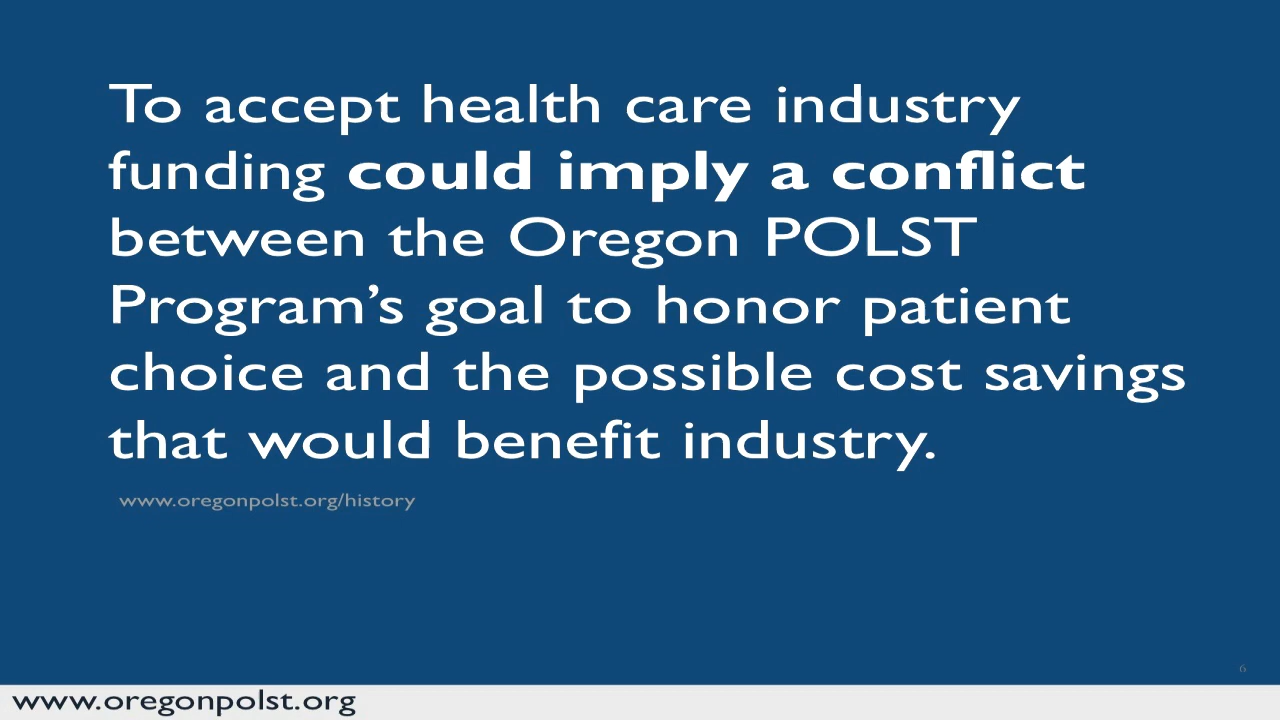 To accept health care industry
funding could imply a conflict
between the Oregon POLST
Program’s goal to honor patient
choice and the possible cost savings
that would benefit industry.
www.oregonpolst.org/history
6
www.oregonpolst.org